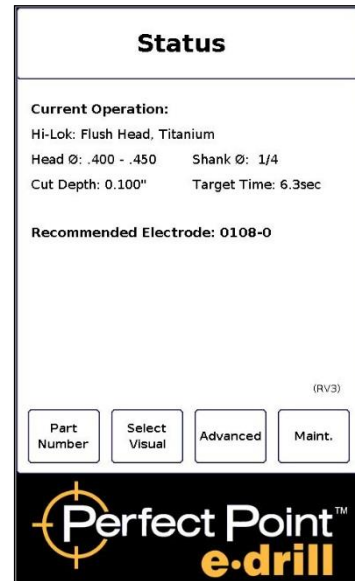 Status
Current Operation:
Hi-Lok: Flush Head, Titanium
Head Ø: .400 - .450 Shank Ø: 1/4
Cut Depth: 0.100" Target Time: 6.3sec
Recommended Electrode: 0108-0
(RV3)
Part Number
Select Visual
Advanced
Maint.
Perfect Point™
e·drill